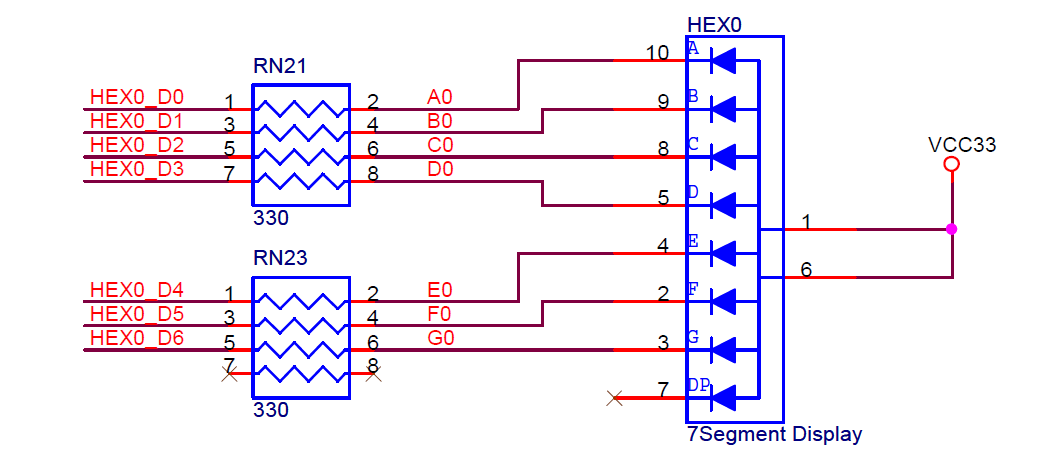 HEX0
RN21
10 A
HEX0_D0 1 2 A0
9 B
HEX0_D1 3 4 B0
HEX0_D2 5 6 C0 8 C
VCC33
HEX0_D3 7 8 D0
5 D
330
1
4 E
RN23
6
HEX0_D4 1 2 E0
2 F
HEX0_D5 3 4 F0
HEX0_D6 5 6 G0 3 G
7 8
7 DP
330
7Segment Display